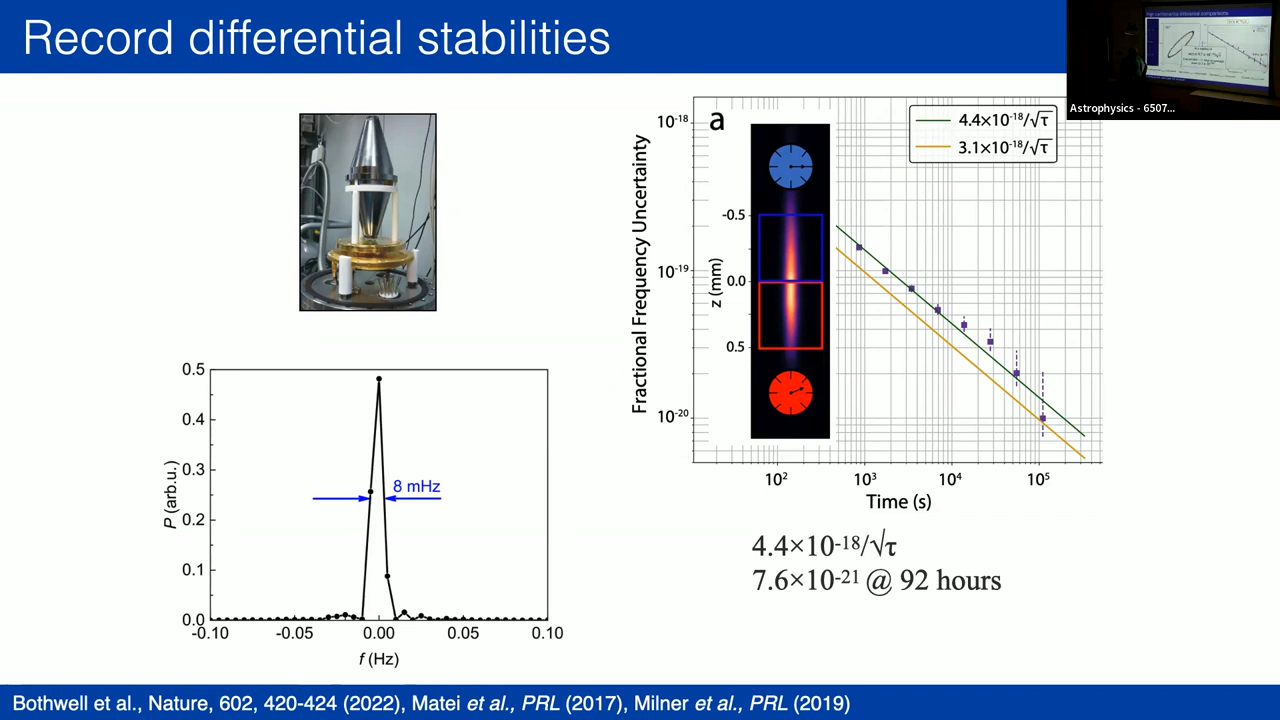 Record differential stabilities
Astrophysics - 6507...
a
4.4×10-18/√τ
3.1×10-18/√τ
Fractional Frequency Uncertainty
10-18
10-19
10-20
z (mm)
-0.5
0.0
0.5
10² 10³ 10⁴ 10⁵
Time (s)
4.4×10-18/√τ
7.6×10-21 @ 92 hours
P (arb.u.)
0.5
0.4
0.3
0.2
0.1
0.0
8 mHz
-0.10 -0.05 0.00 0.05 0.10
f (Hz)
Bothwell et al., Nature, 602, 420-424 (2022), Matei et al., PRL (2017), Milner et al., PRL (2019)